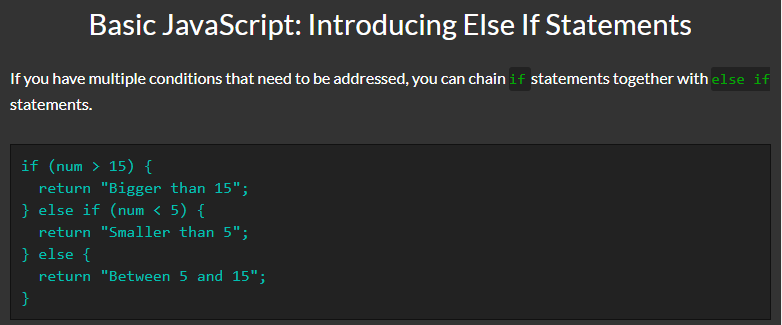 Basic JavaScript: Introducing Else If Statements
If you have multiple conditions that need to be addressed, you can chain if statements together with else if
statements.
if (num > 15) {
  return "Bigger than 15";
} else if (num < 5) {
  return "Smaller than 5";
} else {
  return "Between 5 and 15";
}